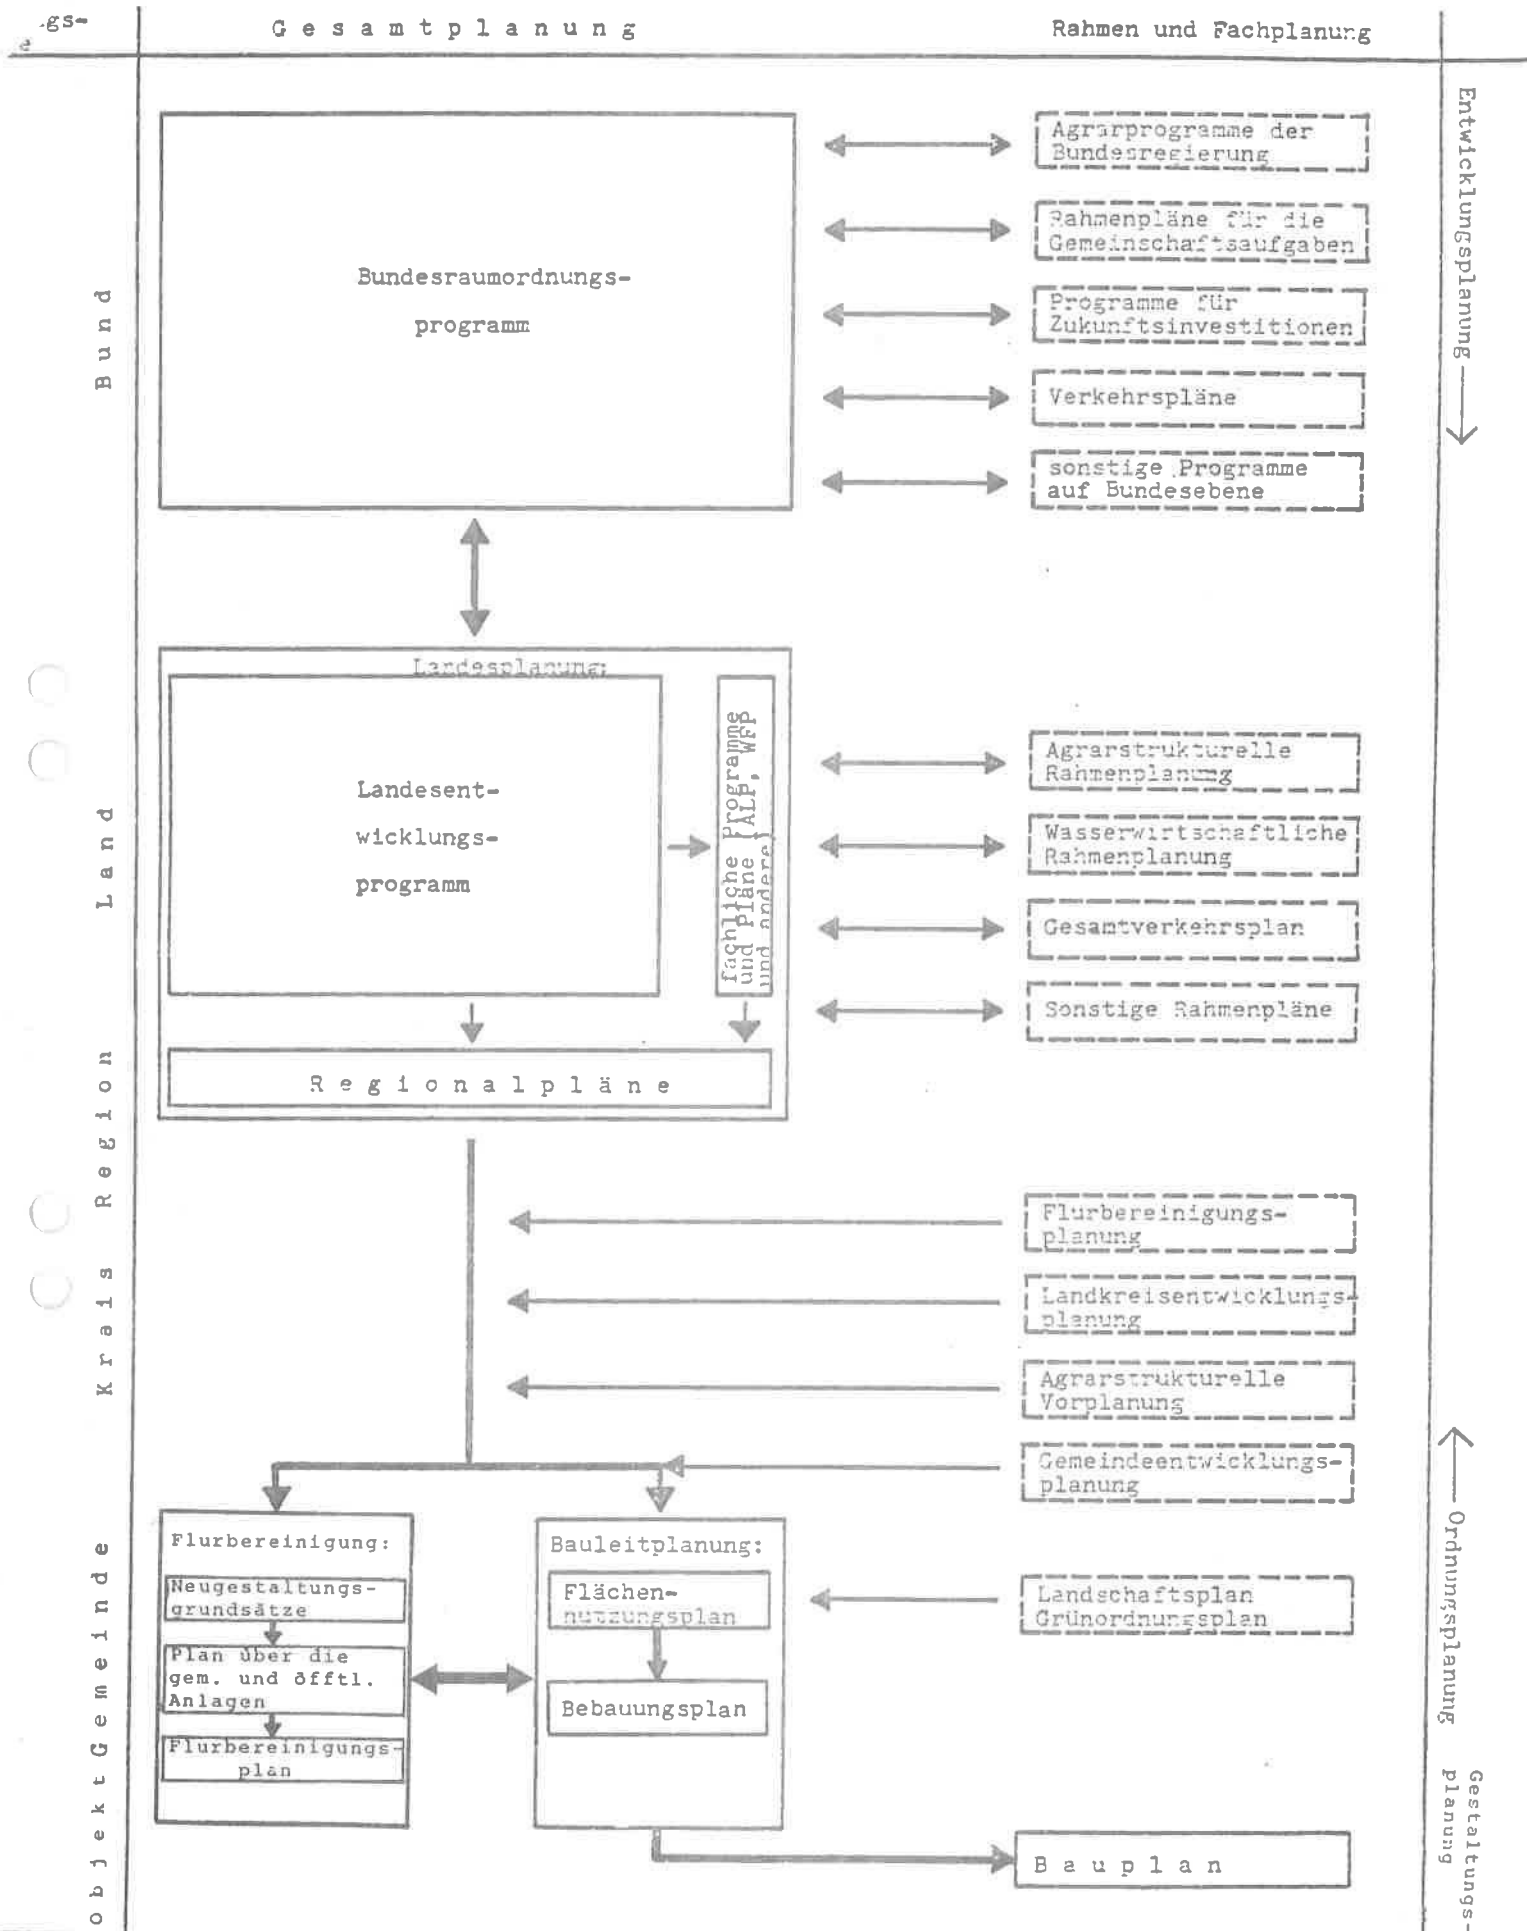 gs-
e
Gesamtplanung
Rahmen und Fachplanung
Bund
Bundesraumordnungs-
programm
Agrarprogramme der
Bundesregierung
Rahmenpläne für die
Gemeinschaftsaufgaben
Programme für
Zukunftsinvestitionen
Verkehrspläne
sonstige Programme
auf Bundesebene
Entwicklungsplanung
Land
Landesplanung:
Landesent-
wicklungs-
programm
fachliche Programme
und Pläne (ALP, WFP
und andere)
Agrarstrukturelle
Rahmenplanung
Wasserwirtschaftliche
Rahmenplanung
Gesamtverkehrsplan
Sonstige Rahmenpläne
Region
Regionalpläne
Krais
Flurbereinigungs-
planung
Landkreisentwicklungs-
planung
Agrarstrukturelle
Vorplanung
Gemeindeentwicklungs-
planung
Gemeinde
Flurbereinigung:
Neugestaltungs-
grundsätze
Plan über die
gem. und öfftl.
Anlagen
Flurbereinigungs-
plan
Bauleitplanung:
Flächen-
nutzungsplan
Bebauungsplan
Landschaftsplan
Grünordnungsplan
Ordnungsplanung
objekt
Bauplan
Gestaltungs-
planung